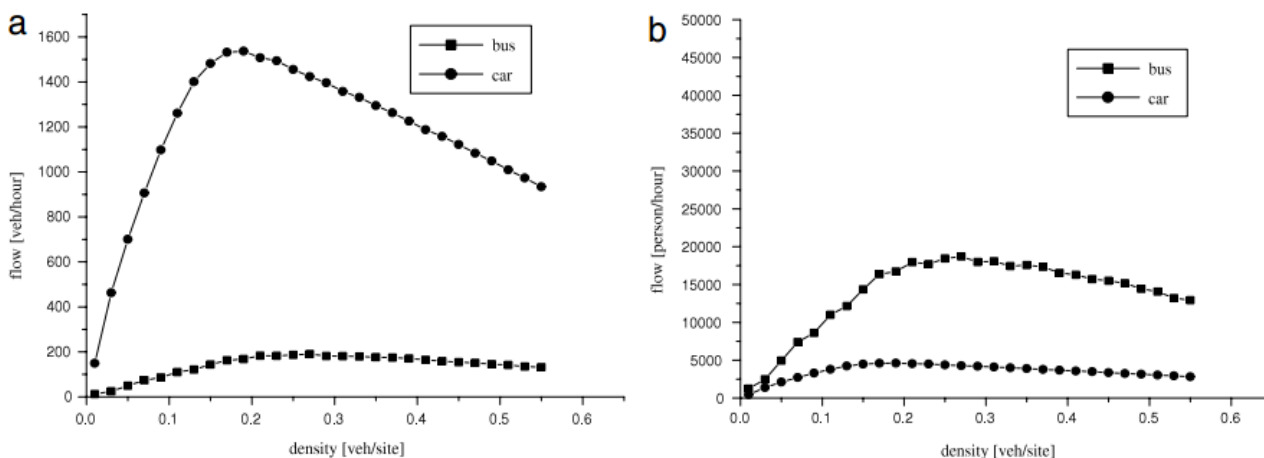 a
1600
1400
1200
1000
800
600
400
200
0
0.0 0.1 0.2 0.3 0.4 0.5 0.6
flow [veh/hour]
density [veh/site]
bus
car
b
50000
45000
40000
35000
30000
25000
20000
15000
10000
5000
0
0.0 0.1 0.2 0.3 0.4 0.5 0.6
flow [person/hour]
density [veh/site]
bus
car